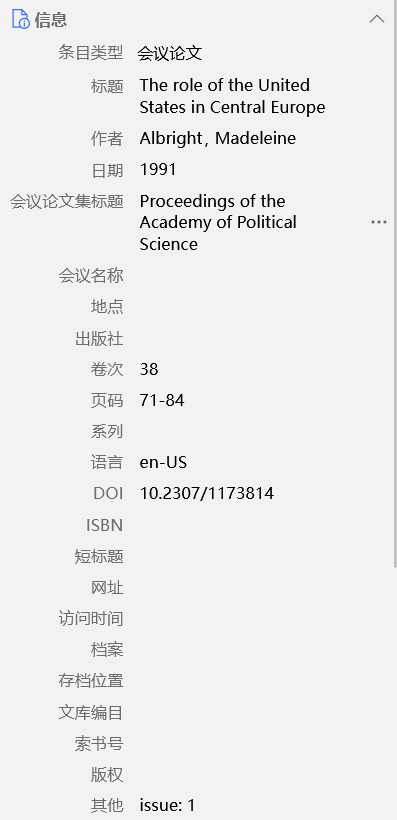 信息
条目类型 会议论文
标题 The role of the United
States in Central Europe
作者 Albright, Madeleine
日期 1991
会议论文集标题 Proceedings of the
Academy of Political
Science
会议名称
地点
出版社
卷次 38
页码 71-84
系列
语言 en-US
DOI 10.2307/1173814
ISBN
短标题
网址
访问时间
档案
存档位置
文库编目
索书号
版权
其他 issue: 1